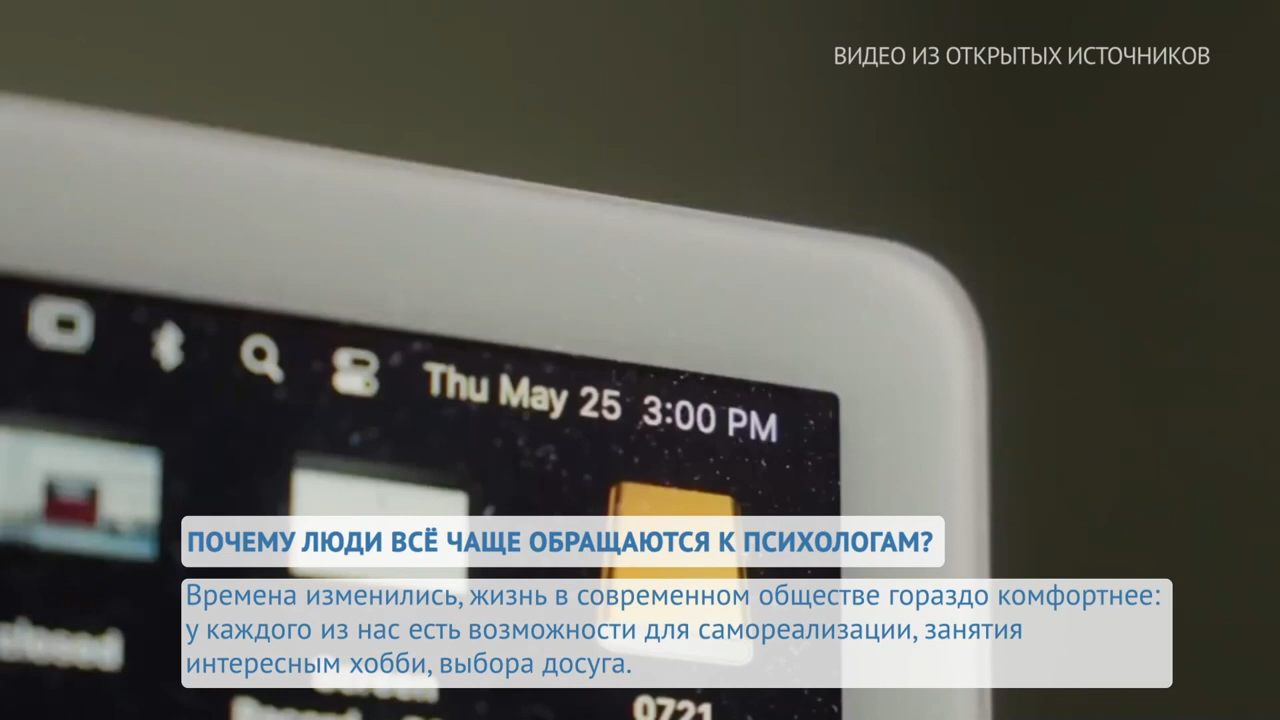 ВИДЕО ИЗ ОТКРЫТЫХ ИСТОЧНИКОВ
Thu May 25 3:00 PM
ПОЧЕМУ ЛЮДИ ВСЁ ЧАЩЕ ОБРАЩАЮТСЯ К ПСИХОЛОГАМ?
Времена изменились, жизнь в современном обществе гораздо комфортнее:
у каждого из нас есть возможности для самореализации, занятия
интересным хобби, выбора досуга.
0721